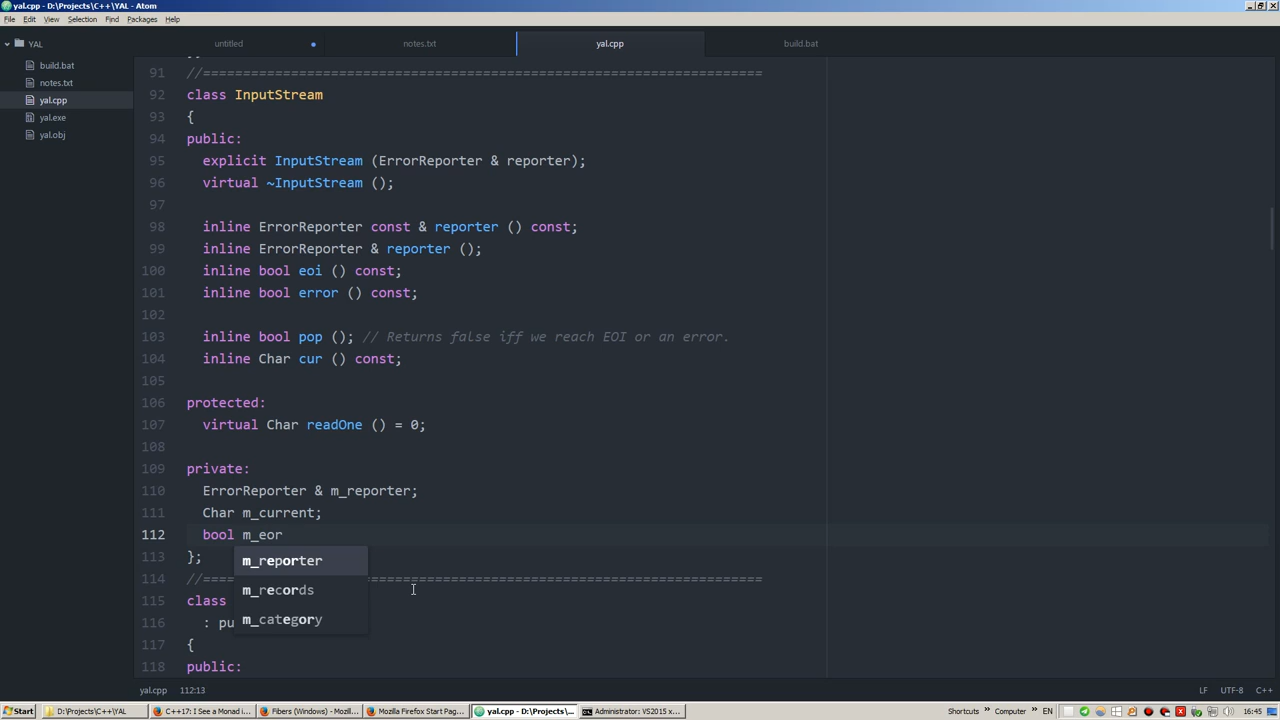 yal.cpp - D:\Projects\C++\YAL - Atom
File Edit View Selection Find Packages Help
YAL
build.bat
notes.txt
yal.cpp
yal.exe
yal.obj
untitled notes.txt yal.cpp build.bat
91 //======================================================================
92 class InputStream
93 {
94 public:
95 explicit InputStream (ErrorReporter & reporter);
96 virtual ~InputStream ();
97
98 inline ErrorReporter const & reporter () const;
99 inline ErrorReporter & reporter ();
100 inline bool eoi () const;
101 inline bool error () const;
102
103 inline bool pop (); // Returns false iff we reach EOI or an error.
104 inline Char cur () const;
105
106 protected:
107 virtual Char readOne () = 0;
108
109 private:
110 ErrorReporter & m_reporter;
111 Char m_current;
112 bool m_eor
113 };
m_reporter
m_records
m_category
114 //== ==================================================
115 class
116 : pu
117 {
118 public:
yal.cpp 112:13 LF UTF-8 C++
Start D:\Projects\C++\YAL C++17: I See a Monad i... Fibers (Windows) - Mozill... Mozilla Firefox Start Pag... yal.cpp - D:\Projects\... Administrator: VS2015 x... Shortcuts » Computer » EN 16:45